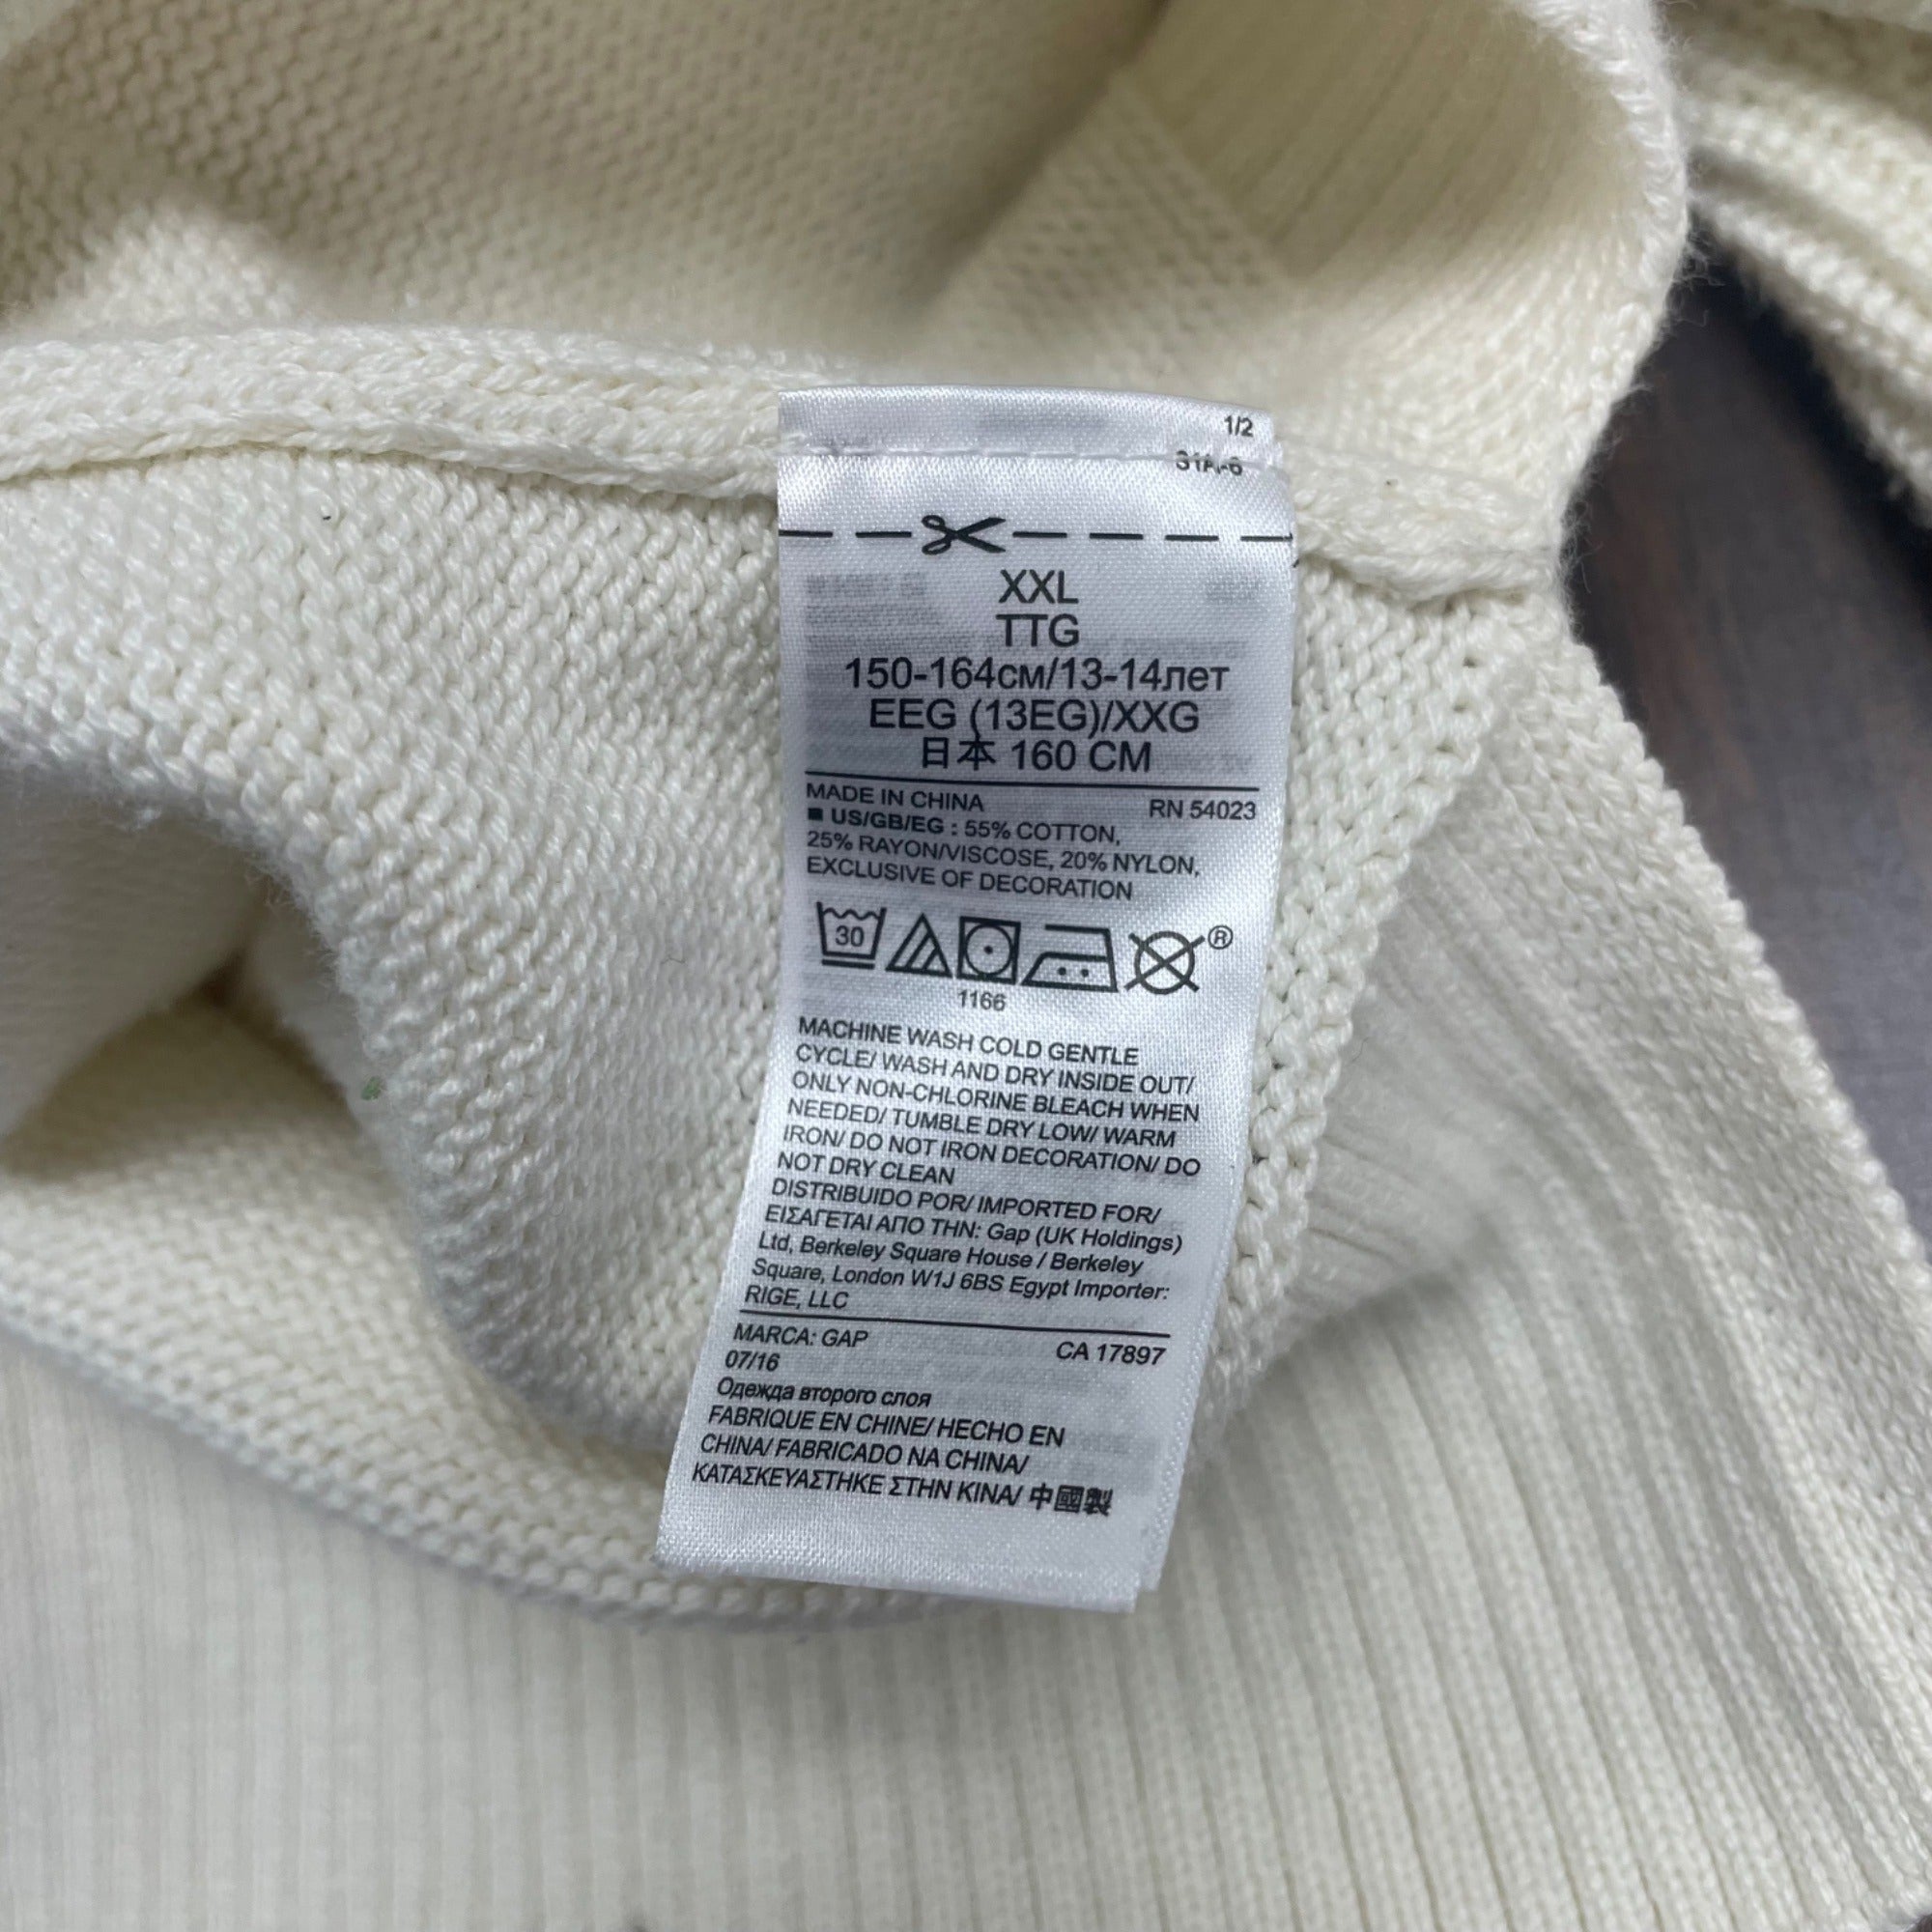 1/2
XXL
TTG
150-164см/13-14лет
EEG (13EG)/XXG
日本 160 CM
MADE IN CHINA RN 54023
■ US/GB/EG : 55% COTTON,
25% RAYON/VISCOSE, 20% NYLON,
EXCLUSIVE OF DECORATION
30 ®
1166
MACHINE WASH COLD GENTLE
CYCLE/ WASH AND DRY INSIDE OUT/
ONLY NON-CHLORINE BLEACH WHEN
NEEDED/ TUMBLE DRY LOW/ WARM
IRON/ DO NOT IRON DECORATION/ DO
NOT DRY CLEAN
DISTRIBUIDO POR/ IMPORTED FOR/
ΕΙΣΑΓΕΤΑΙ ΑΠΟ ΤΗΝ: Gap (UK Holdings)
Ltd, Berkeley Square House / Berkeley
Square, London W1J 6BS Egypt Importer:
RIGE, LLC
MARCA: GAP CA 17897
07/16
Одежда второго слоя
FABRIQUE EN CHINE/ HECHO EN
CHINA/ FABRICADO NA CHINA/
ΚΑΤΑΣΚΕΥΑΣΤΗΚΕ ΣΤΗΝ ΚΙΝΑ/ 中國製